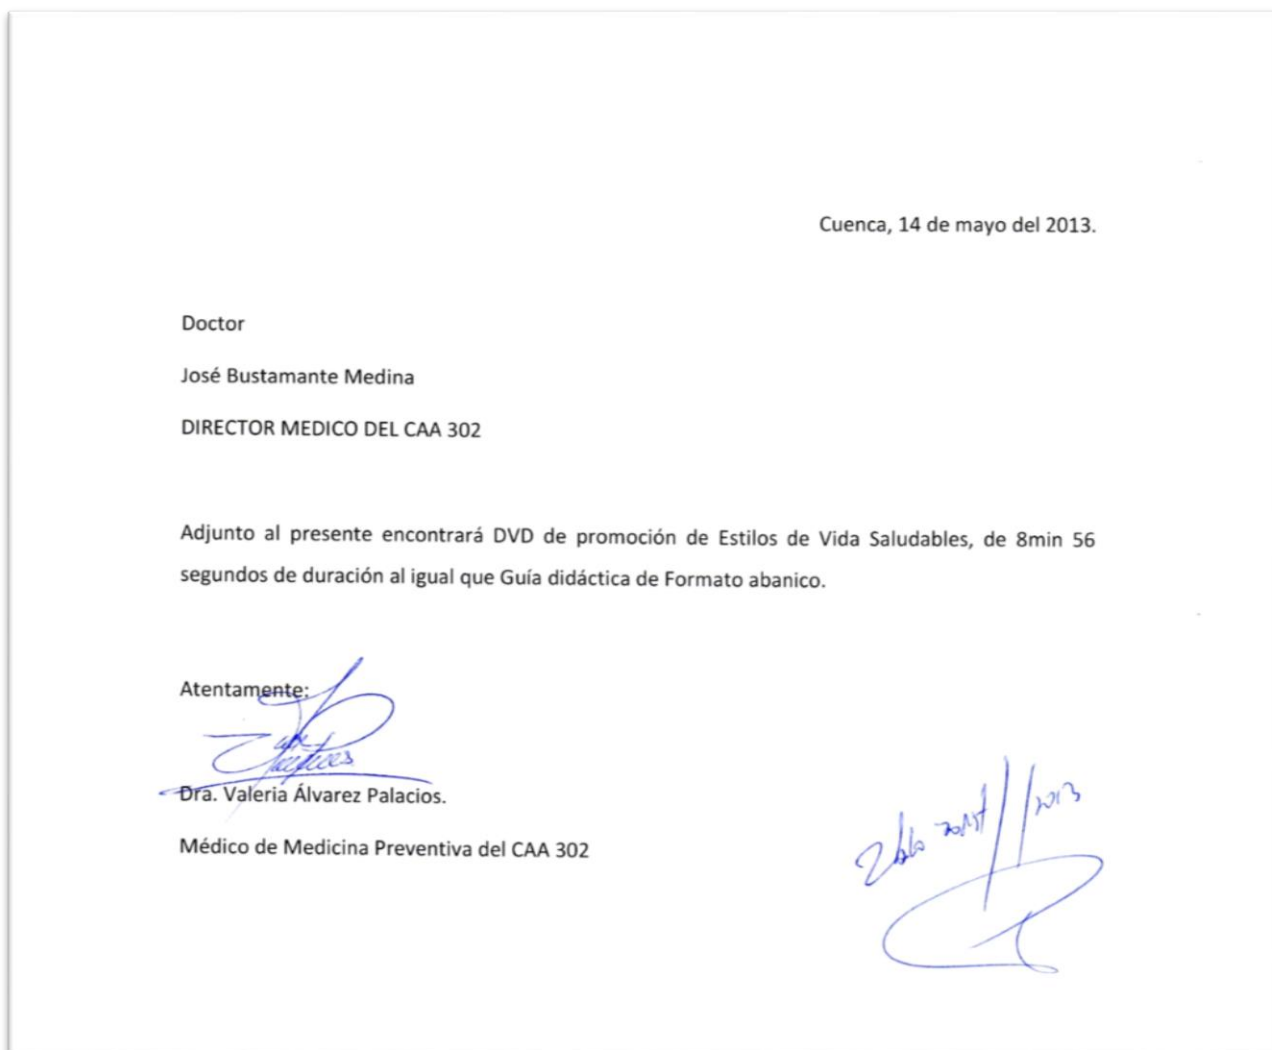 Cuenca, 14 de mayo del 2013.
Doctor
José Bustamante Medina
DIRECTOR MEDICO DEL CAA 302
Adjunto al presente encontrará DVD de promoción de Estilos de Vida Saludables, de 8min 56
segundos de duración al igual que Guía didáctica de Formato abanico.
Atentamente:
Dra. Valeria Álvarez Palacios.
Médico de Medicina Preventiva del CAA 302
2013